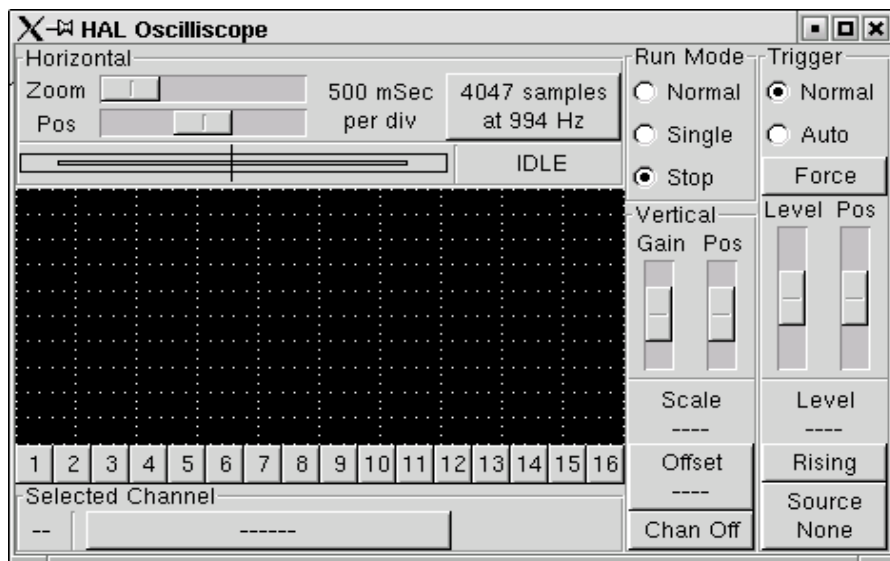 HAL Oscilliscope
Horizontal
Zoom
Pos
500 mSec
per div
4047 samples
at 994 Hz
IDLE
Run Mode
Normal
Single
Stop
Trigger
Normal
Auto
Force
Level Pos
Vertical
Gain Pos
Scale
----
Level
----
1 2 3 4 5 6 7 8 9 10 11 12 13 14 15 16
Offset
----
Rising
Selected Channel
--
------
Chan Off
Source
None